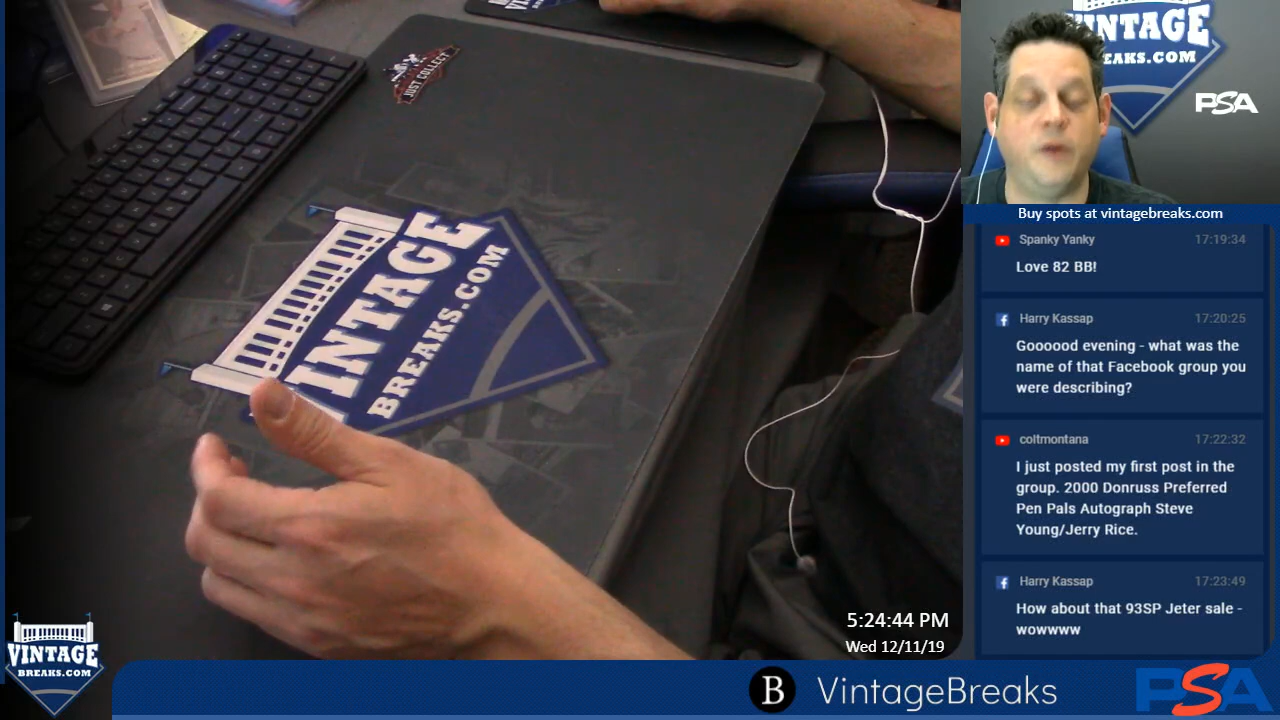 JUST COLLECT
VINTAGE
BREAKS.COM
VINTAGE
EAKS.COM
PSA
Buy spots at vintagebreaks.com
Spanky Yanky 17:19:34
Love 82 BB!
Harry Kassap 17:20:25
Goooood evening - what was the
name of that Facebook group you
were describing?
coltmontana 17:22:32
I just posted my first post in the
group. 2000 Donruss Preferred
Pen Pals Autograph Steve
Young/Jerry Rice.
Harry Kassap 17:23:49
How about that 93SP Jeter sale -
wowwww
5:24:44 PM
Wed 12/11/19
VINTAGE
BREAKS.COM
B VintageBreaks
PSA